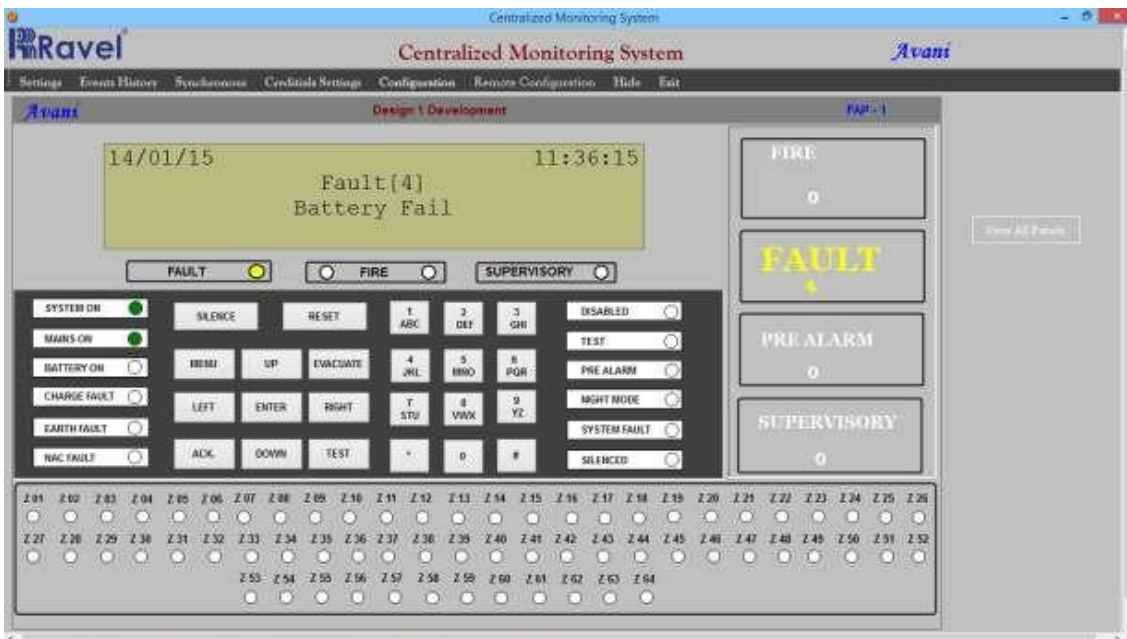 Centralized Monitoring System
Ravel
Centralized Monitoring System
Avani
Settings Events History Synchronous Creditials Settings Configuration Remote Configuration Hide Exit
Avani Design 1 Development PAP - 1
14/01/15 11:36:15
Fault[4]
Battery Fail
FAULT FIRE SUPERVISORY
SYSTEM ON
MAINS ON
BATTERY ON
CHARGE FAULT
EARTH FAULT
NAC FAULT
SILENCE RESET
MENU UP EVACUATE
LEFT ENTER RIGHT
ACK. DOWN TEST
1 ABC 2 DEF 3 GHI
4 JKL 5 MNO 6 PQR
7 STU 8 VWX 9 YZ
* 0 #
DISABLED
TEST
PRE ALARM
NIGHT MODE
SYSTEM FAULT
SILENCED
FIRE
0
FAULT
4
PRE ALARM
0
SUPERVISORY
0
View All Panels
Z 01 Z 02 Z 03 Z 04 Z 05 Z 06 Z 07 Z 08 Z 09 Z 10 Z 11 Z 12 Z 13 Z 14 Z 15 Z 16 Z 17 Z 18 Z 19 Z 20 Z 21 Z 22 Z 23 Z 24 Z 25 Z 26
Z 27 Z 28 Z 29 Z 30 Z 31 Z 32 Z 33 Z 34 Z 35 Z 36 Z 37 Z 38 Z 39 Z 40 Z 41 Z 42 Z 43 Z 44 Z 45 Z 46 Z 47 Z 48 Z 49 Z 50 Z 51 Z 52
Z 53 Z 54 Z 55 Z 56 Z 57 Z 58 Z 59 Z 60 Z 61 Z 62 Z 63 Z 64